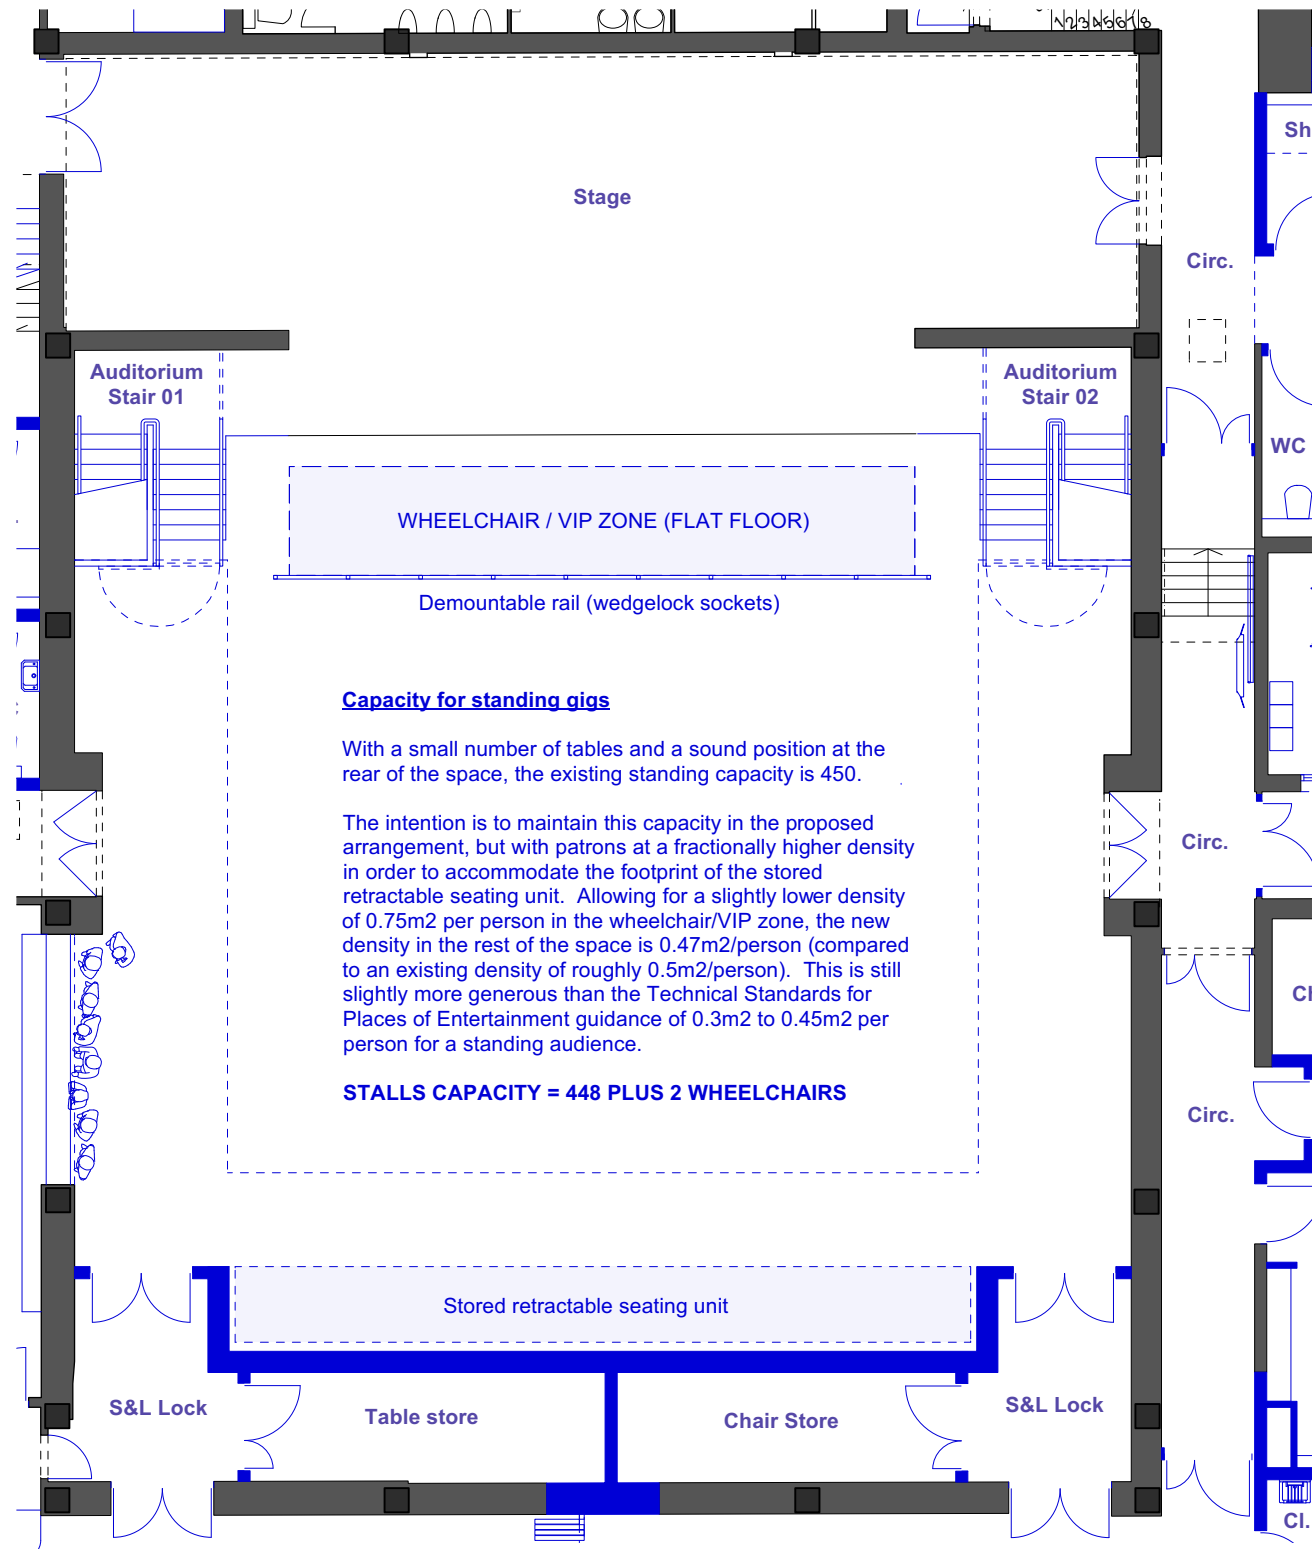 12345678
Sh
Stage
Circ.
Auditorium
Stair 01
Auditorium
Stair 02
WC
WHEELCHAIR / VIP ZONE (FLAT FLOOR)
Demountable rail (wedgelock sockets)
Capacity for standing gigs
With a small number of tables and a sound position at the
rear of the space, the existing standing capacity is 450.
The intention is to maintain this capacity in the proposed
arrangement, but with patrons at a fractionally higher density
in order to accommodate the footprint of the stored
retractable seating unit.  Allowing for a slightly lower density
of 0.75m2 per person in the wheelchair/VIP zone, the new
density in the rest of the space is 0.47m2/person (compared
to an existing density of roughly 0.5m2/person).  This is still
slightly more generous than the Technical Standards for
Places of Entertainment guidance of 0.3m2 to 0.45m2 per
person for a standing audience.
STALLS CAPACITY = 448 PLUS 2 WHEELCHAIRS
Circ.
Ch
Circ.
Stored retractable seating unit
S&L Lock
Table store
Chair Store
S&L Lock
Cl.